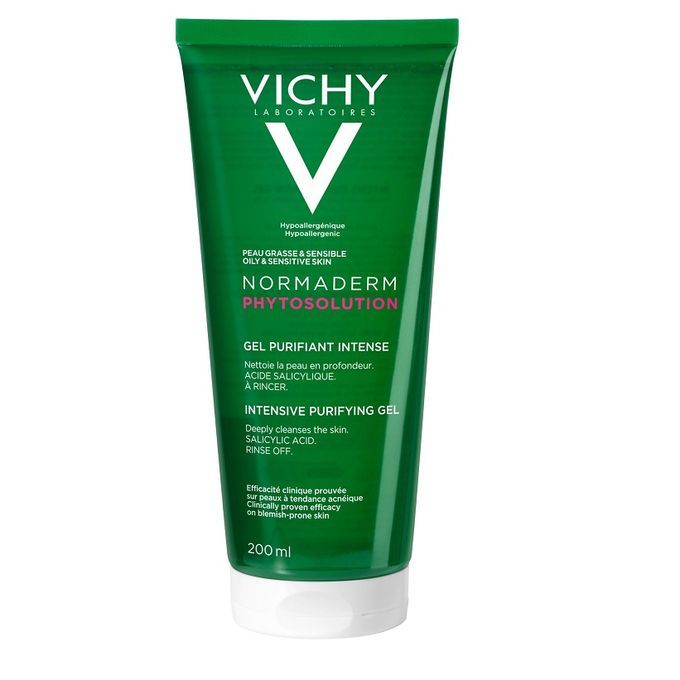 VICHY
LABORATOIRES
V
Hypoallergénique
Hypoallergenic
PEAU GRASSE & SENSIBLE
OILY & SENSITIVE SKIN
NORMADERM
PHYTOSOLUTION
GEL PURIFIANT INTENSE
Nettoie la peau en profondeur.
ACIDE SALICYLIQUE.
À RINCER.
INTENSIVE PURIFYING GEL
Deeply cleanses the skin.
SALICYLIC ACID.
RINSE OFF.
Efficacité clinique prouvée
sur peaux à tendance acnéique
Clinically proven efficacy
on blemish-prone skin
200 ml